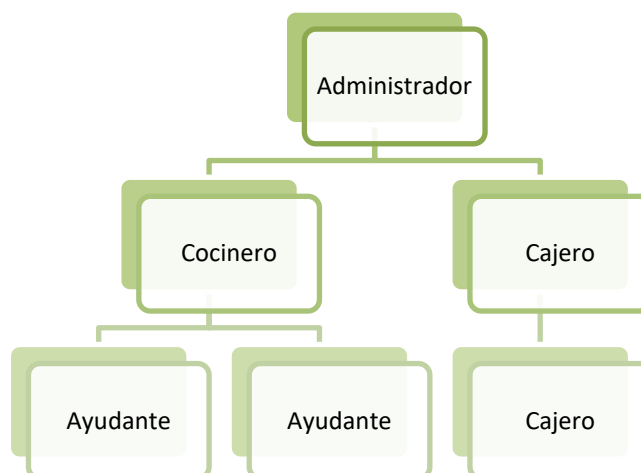 Administrador
Cocinero
Cajero
Ayudante
Ayudante
Cajero